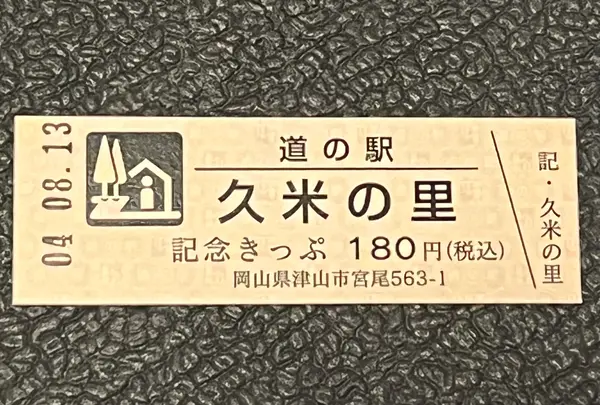 04 08.13
道の駅
久米の里
記念きっぷ 180円(税込)
岡山県津山市宮尾563-1
記・久米の里